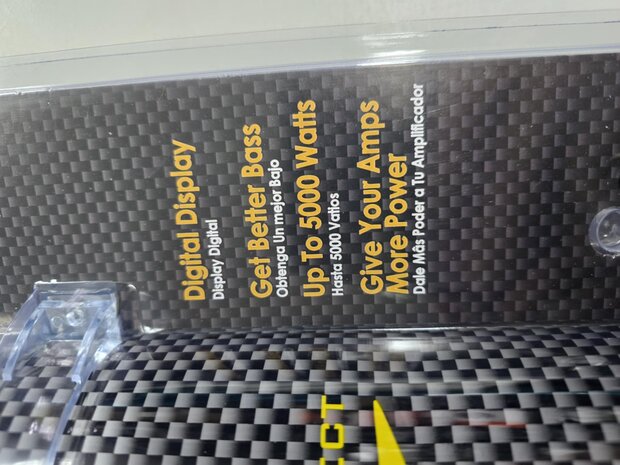 Digital Display
Display Digital
Get Better Bass
Obtenga Un mejor Bajo
Up To 5000 Watts
Hasta 5000 Vatios
Give Your Amps
More Power
Dale Más Poder a Tu Amplificador